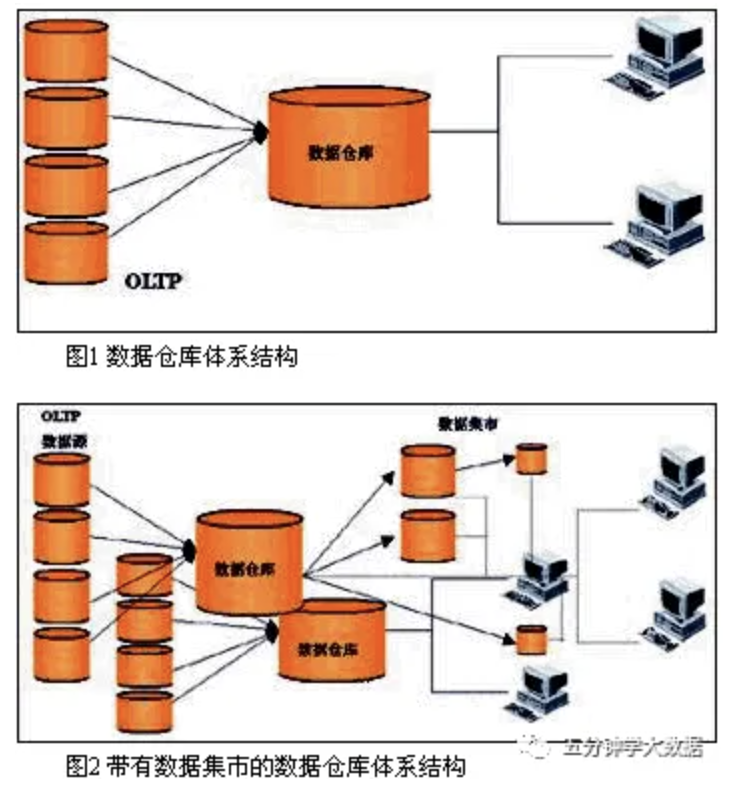 数据仓库
OLTP
图1 数据仓库体系结构
OLTP
数据源
数据集市
数据仓库
数据仓库
五分钟学大数据
图2 带有数据集市的数据仓库体系结构